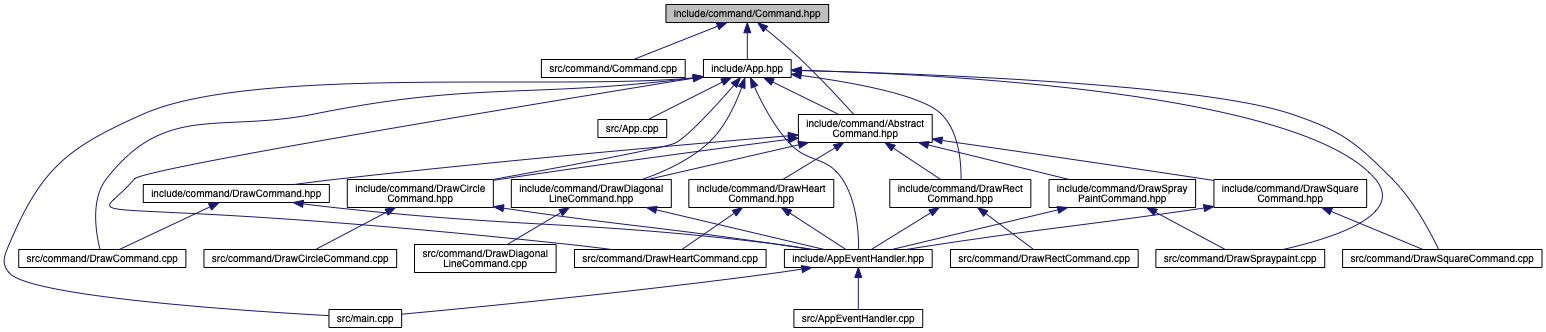 include/command/Command.hpp
src/command/Command.cpp
include/App.hpp
src/App.cpp
include/command/Abstract
Command.hpp
include/command/DrawCommand.hpp
include/command/DrawCircle
Command.hpp
include/command/DrawDiagonal
LineCommand.hpp
include/command/DrawHeart
Command.hpp
include/command/DrawRect
Command.hpp
include/command/DrawSpray
PaintCommand.hpp
include/command/DrawSquare
Command.hpp
src/command/DrawCommand.cpp
src/command/DrawCircleCommand.cpp
src/command/DrawDiagonal
LineCommand.cpp
src/command/DrawHeartCommand.cpp
include/AppEventHandler.hpp
src/command/DrawRectCommand.cpp
src/command/DrawSpraypaint.cpp
src/command/DrawSquareCommand.cpp
src/main.cpp
src/AppEventHandler.cpp